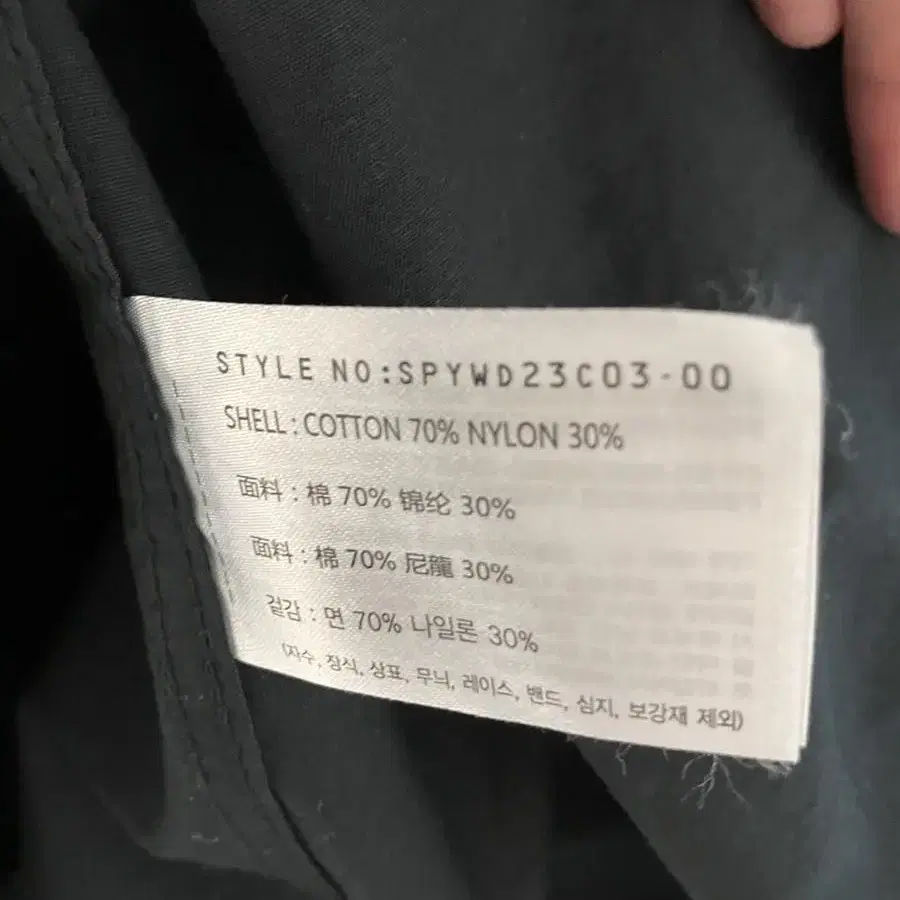 STYLE NO:SPYWD23C03-00
SHELL : COTTON 70% NYLON 30%
面料 : 棉 70% 锦纶 30%
面料 : 棉 70% 尼龍 30%
겉감 : 면 70% 나일론 30%
(자수, 장식, 상표, 무늬, 레이스, 밴드, 심지, 보강재 제외)